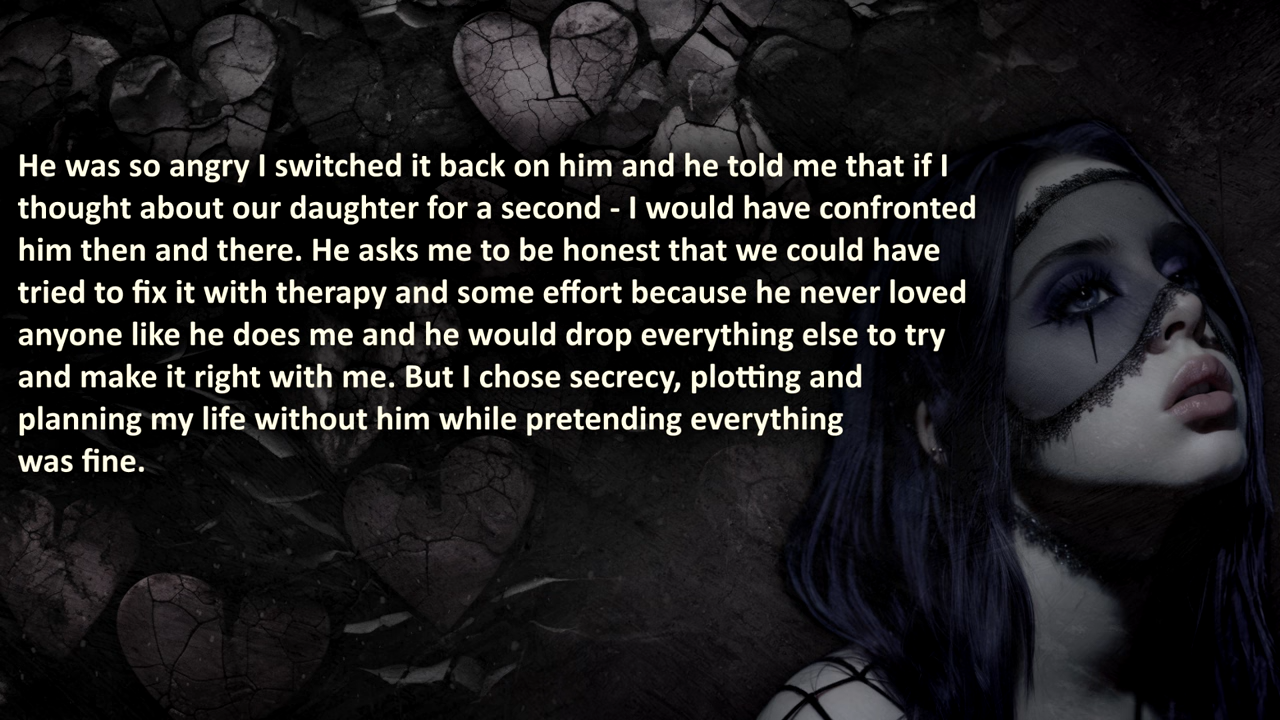 He was so angry I switched it back on him and he told me that if I
thought about our daughter for a second - I would have confronted
him then and there. He asks me to be honest that we could have
tried to fix it with therapy and some effort because he never loved
anyone like he does me and he would drop everything else to try
and make it right with me. But I chose secrecy, plotting and
planning my life without him while pretending everything
was fine.